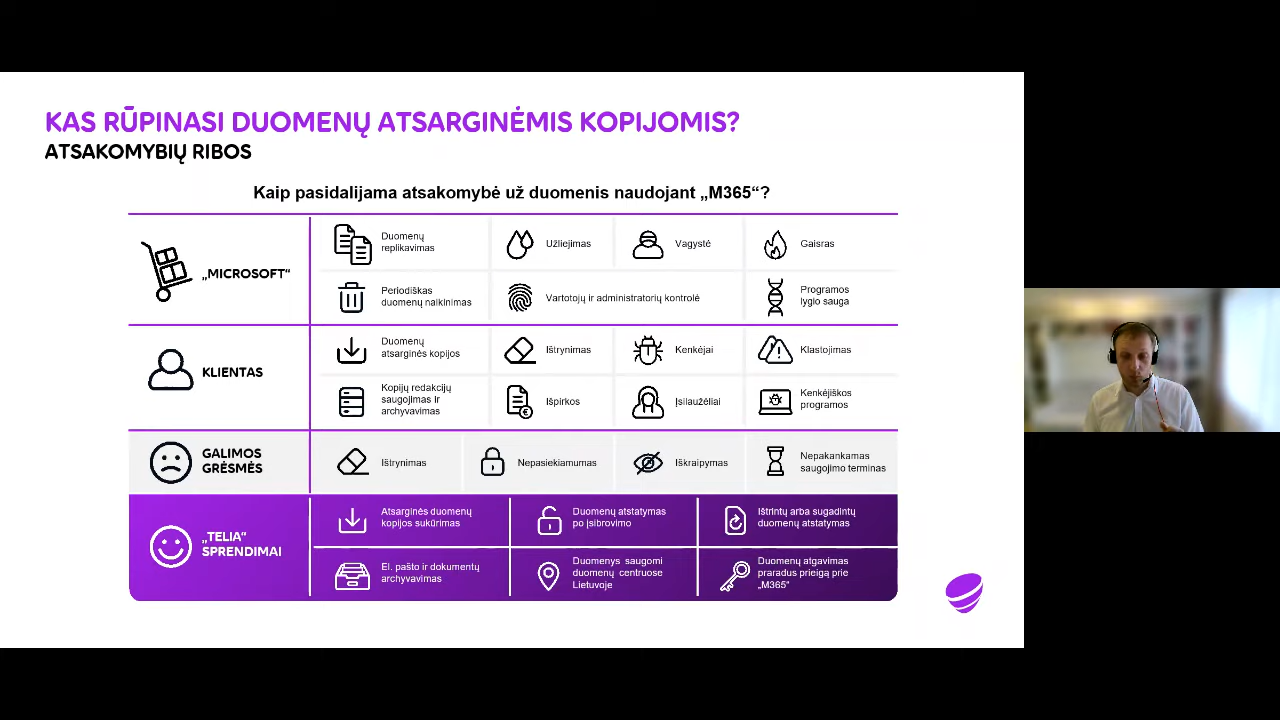 KAS RŪPINASI DUOMENŲ ATSARGINĖMIS KOPIJOMIS?
ATSAKOMYBIŲ RIBOS
Kaip pasidalijama atsakomybė už duomenis naudojant „M365“?
„MICROSOFT“
Duomenų
replikavimas
Užliejimas
Vagystė
Gaisras
Periodiškas
duomenų naikinimas
Vartotojų ir administratorių kontrolė
Programos
lygio sauga
KLIENTAS
Duomenų
atsarginės kopijos
Ištrynimas
Kenkėjai
Klastojimas
Kopijų redakcijų
saugojimas ir
archyvavimas
Išpirkos
Įsilaužėliai
Kenkėjiškos
programos
GALIMOS
GRĖSMĖS
Ištrynimas
Nepasiekiamumas
Iškraipymas
Nepakankamas
saugojimo terminas
„TELIA“
SPRENDIMAI
Atsarginės duomenų
kopijos sukūrimas
Duomenų atstatymas
po įsibrovimo
Ištrintų arba sugadintų
duomenų atstatymas
El. pašto ir dokumentų
archyvavimas
Duomenys saugomi
duomenų centruose
Lietuvoje
Duomenų atgavimas
praradus prieigą prie
„M365“